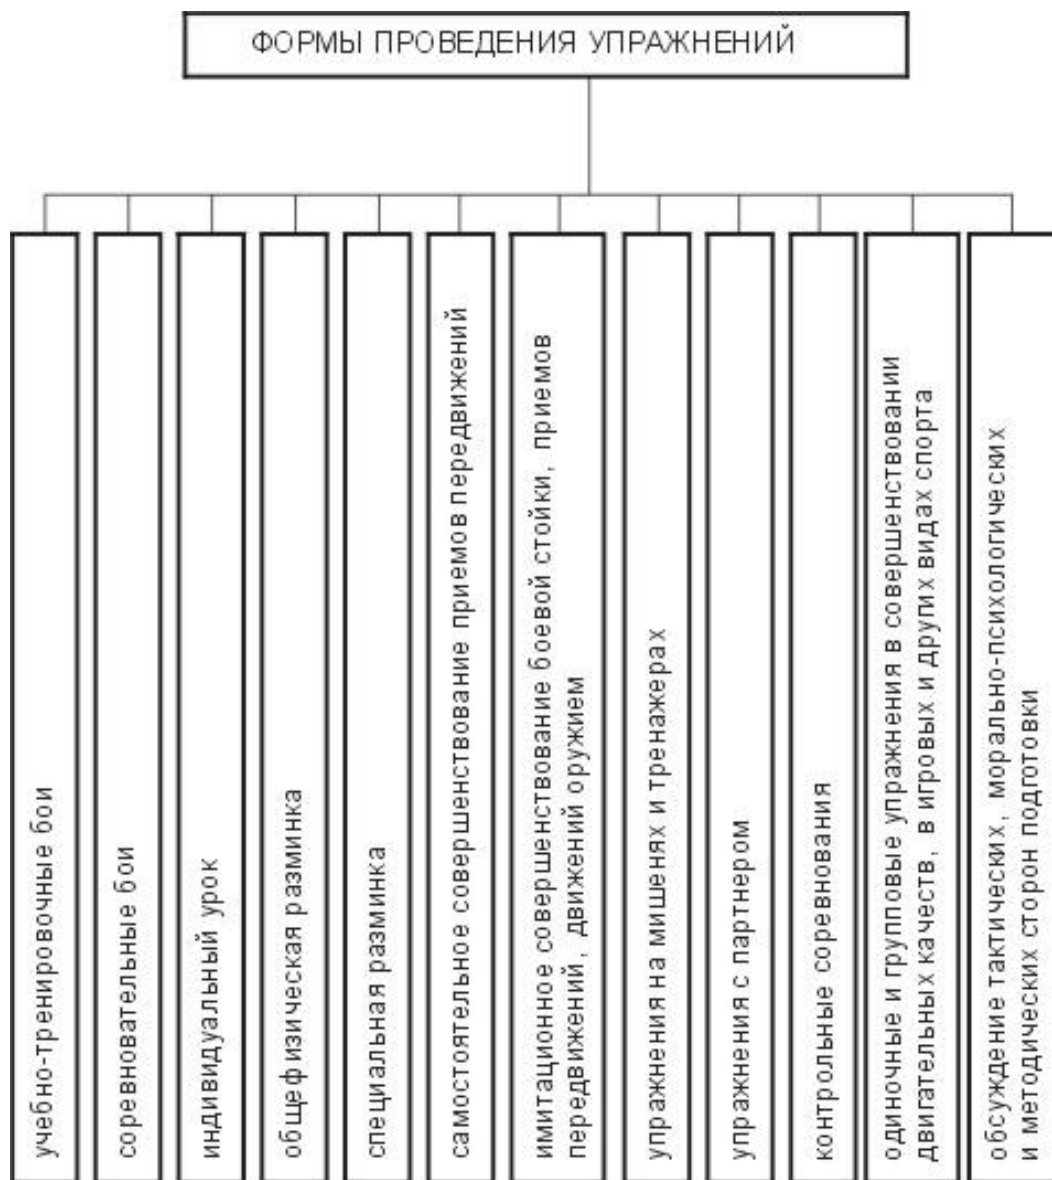 ФОРМЫ ПРОВЕДЕНИЯ УПРАЖНЕНИЙ
учебно-тренировочные бои
соревновательные бои
индивидуальный урок
общефизическая разминка
специальная разминка
самостоятельное совершенствование приемов передвижений
имитационное совершенствование боевой стойки, приемов
передвижений, движений оружием
упражнения на мишенях и тренажерах
упражнения с партнером
контрольные соревнования
одиночные и групповые упражнения в совершенствовании
двигательных качеств, в игровых и других видах спорта
обсуждение тактических, морально-психологических
и методических сторон подготовки